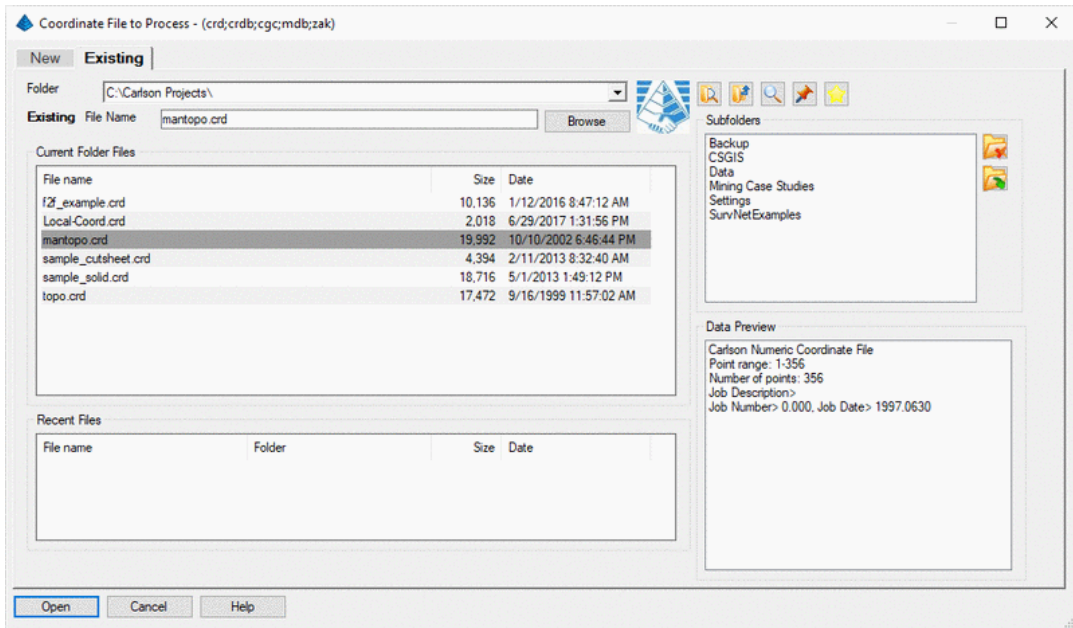 Coordinate File to Process - (crd;crdb;cgc;mdb;zak)
New Existing
Folder C:\Carlson Projects\
Existing File Name mantopo.crd Browse
Current Folder Files
File name Size Date
f2f_example.crd 10,136 1/12/2016 8:47:12 AM
Local-Coord.crd 2,018 6/29/2017 1:31:56 PM
mantopo.crd 19,992 10/10/2002 6:46:44 PM
sample_cutsheet.crd 4,394 2/11/2013 8:32:40 AM
sample_solid.crd 18,716 5/1/2013 1:49:12 PM
topo.crd 17,472 9/16/1999 11:57:02 AM
Recent Files
File name Folder Size Date
Subfolders
Backup
CSGIS
Data
Mining Case Studies
Settings
SurvNetExamples
Data Preview
Carlson Numeric Coordinate File
Point range: 1-356
Number of points: 356
Job Description>
Job Number> 0.000, Job Date> 1997.0630
Open Cancel Help